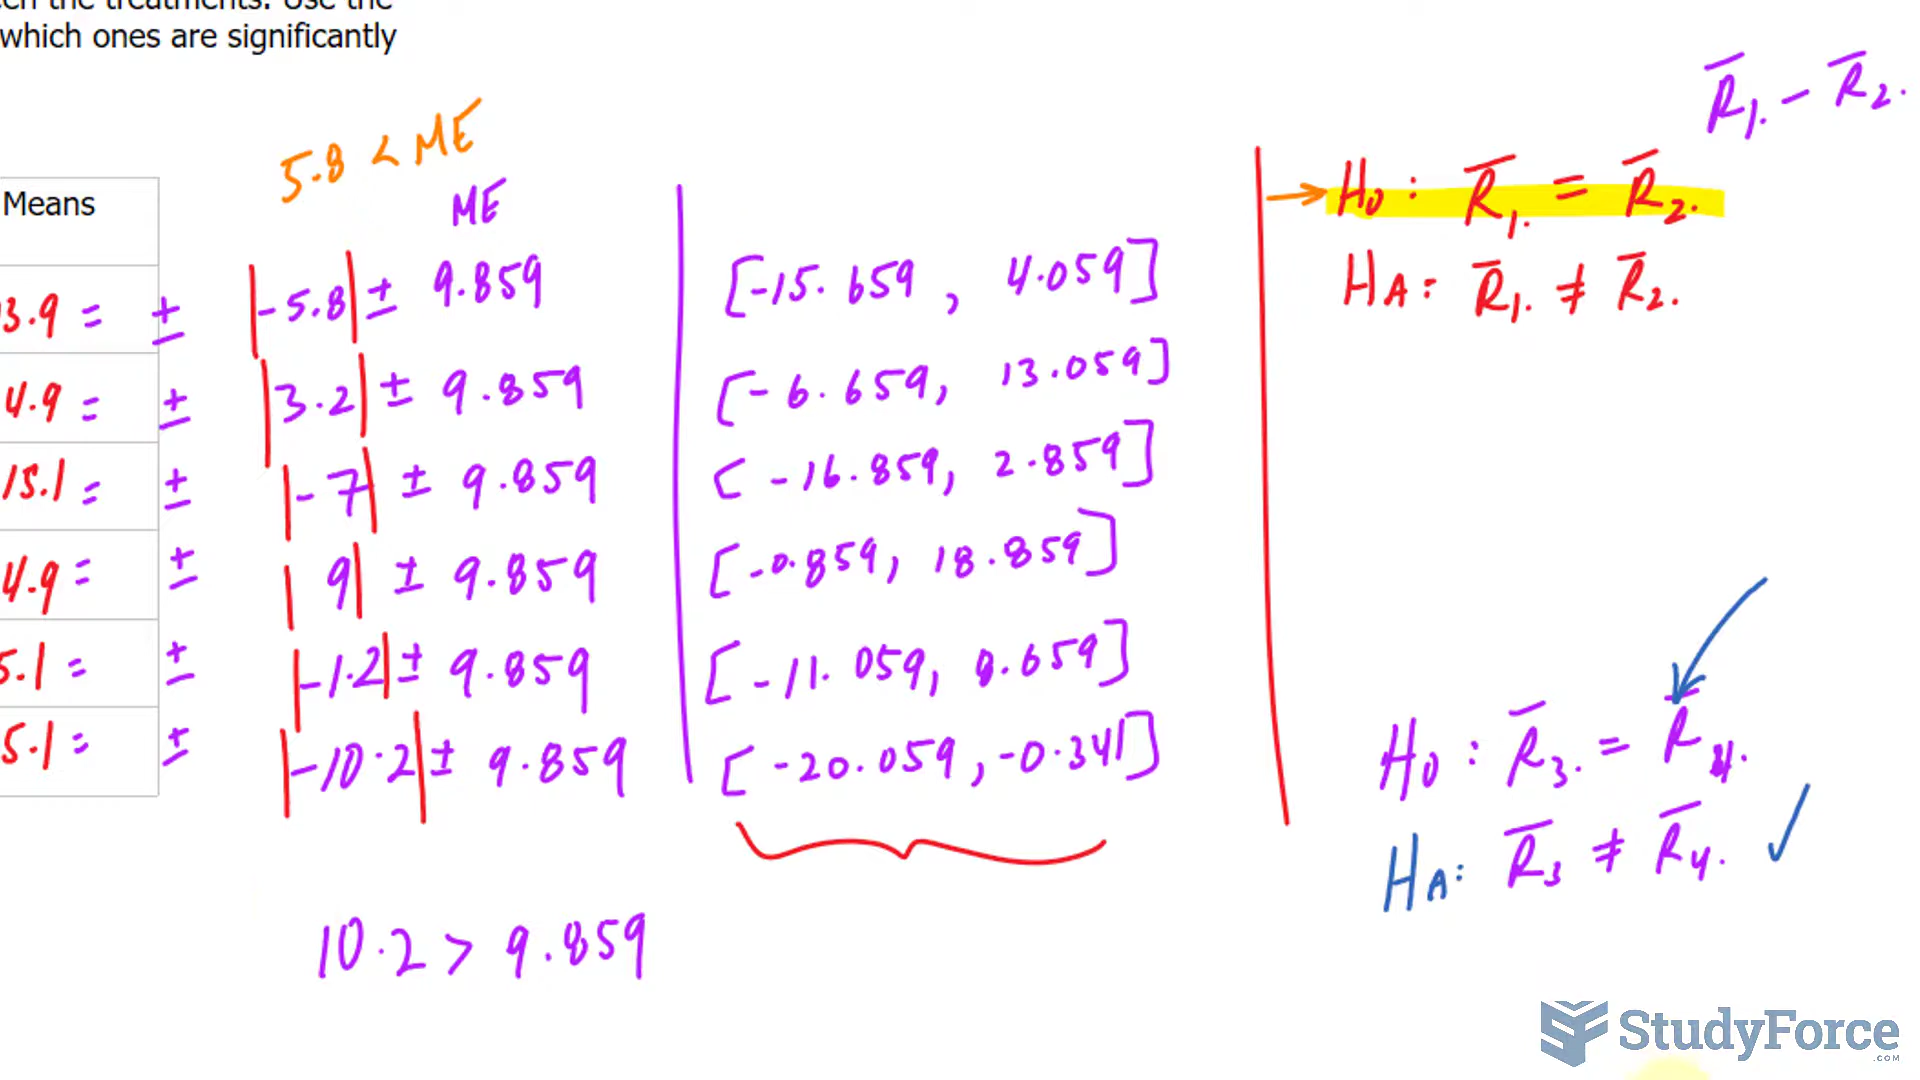 which ones are significantly
R̄₁. - R̄₂.
5.8 < ME
ME
Means
H₀ : R̄₁. = R̄₂.
H_A : R̄₁. ≠ R̄₂.
3.9 = ± |-5.8| ± 9.859 [-15.659, 4.059]
4.9 = ± |3.2| ± 9.859 [-6.659, 13.059]
15.1 = ± |-7| ± 9.859 [-16.859, 2.859]
4.9 = ± |9| ± 9.859 [-0.859, 18.859]
5.1 = ± |-1.2| ± 9.859 [-11.059, 8.659]
5.1 = ± |-10.2| ± 9.859 [-20.059, -0.341]
H₀ : R̄₃. = R̄₄.
H_A : R̄₃ ≠ R̄₄. ✓
10.2 > 9.859
StudyForce
.COM